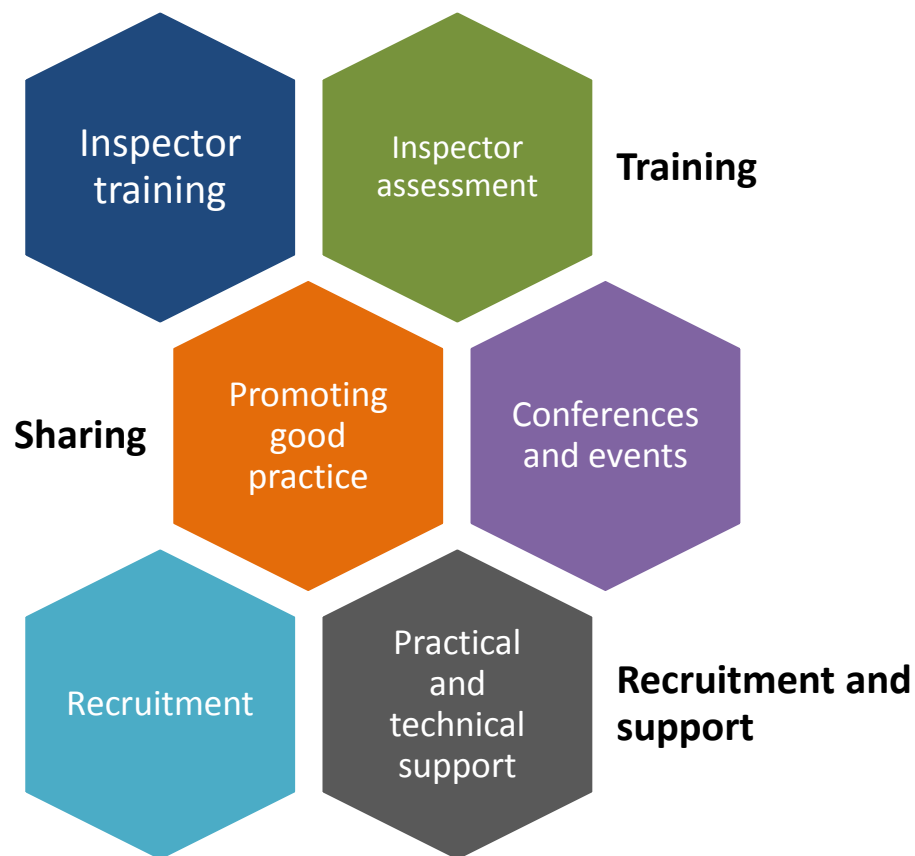 Inspector
training
Inspector
assessment
Training
Sharing
Promoting
good
practice
Conferences
and events
Recruitment
Practical
and
technical
support
Recruitment and
support